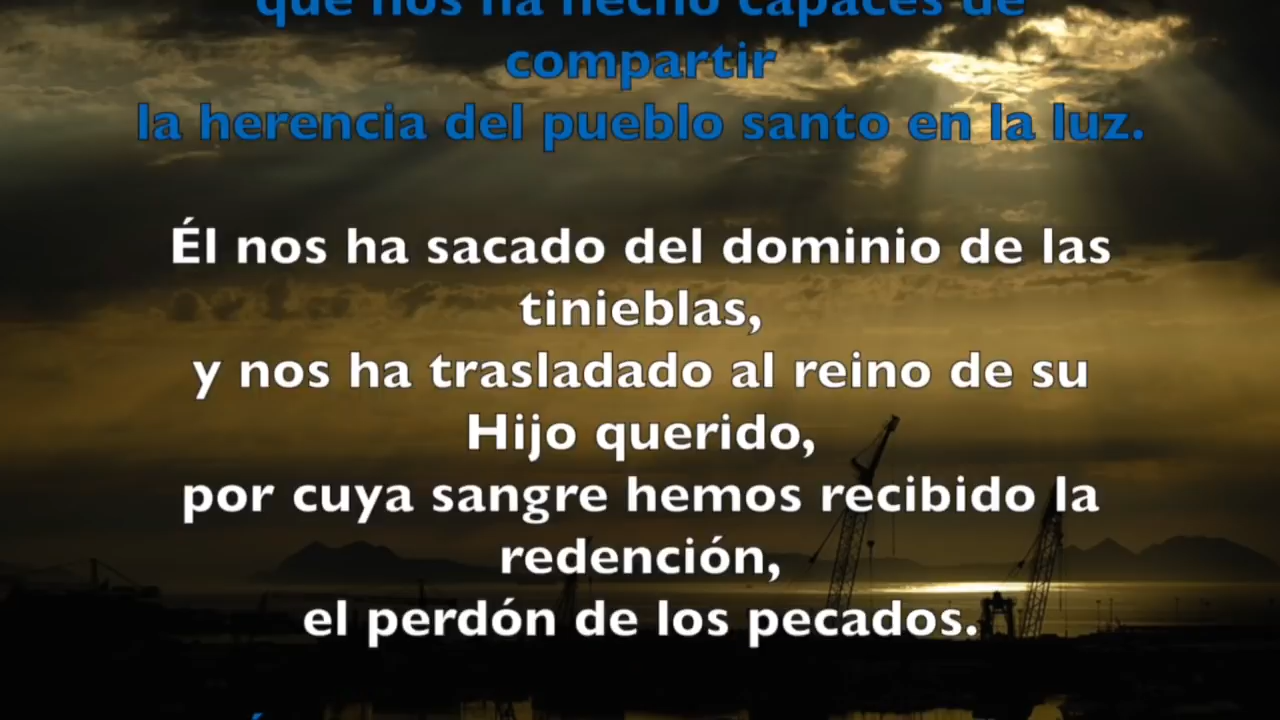 que nos ha hecho capaces de
compartir
la herencia del pueblo santo en la luz.
Él nos ha sacado del dominio de las
tinieblas,
y nos ha trasladado al reino de su
Hijo querido,
por cuya sangre hemos recibido la
redención,
el perdón de los pecados.